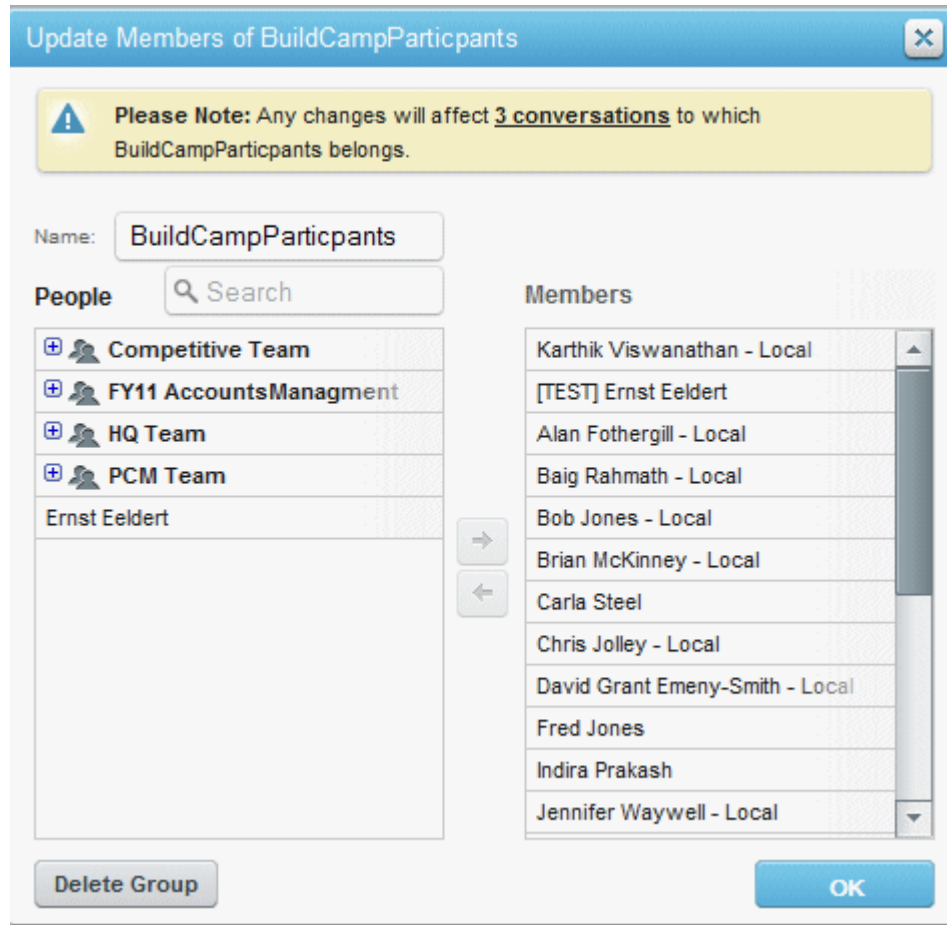 Update Members of BuildCampParticpants
Please Note: Any changes will affect 3 conversations to which
BuildCampParticpants belongs.
Name: BuildCampParticpants
People Search
Competitive Team
FY11 AccountsManagment
HQ Team
PCM Team
Ernst Eeldert
Members
Karthik Viswanathan - Local
[TEST] Ernst Eeldert
Alan Fothergill - Local
Baig Rahmath - Local
Bob Jones - Local
Brian McKinney - Local
Carla Steel
Chris Jolley - Local
David Grant Emeny-Smith - Local
Fred Jones
Indira Prakash
Jennifer Waywell - Local
Delete Group
OK